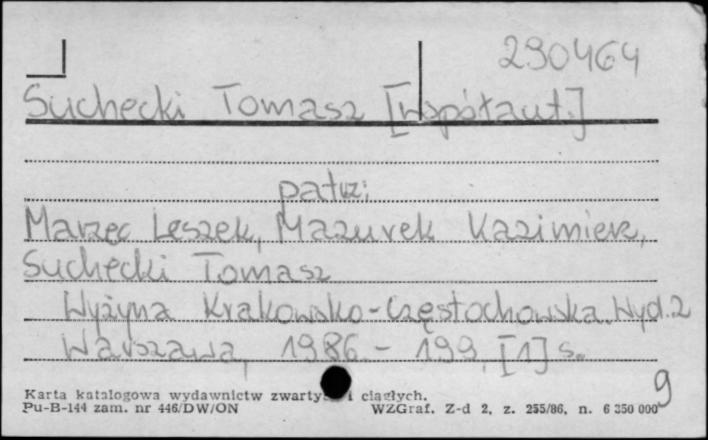 290464
Suchecki Tomasz [współaut.]
patrz:
Marzec Leszek, Mazurek Kazimierz,
Suchecki Tomasz
Wyżyna Krakowsko-Częstochowska. Wyd. 2
Warszawa, 1986. - 199, [1] s.
9
Karta katalogowa wydawnictw zwartych i ciągłych.
Pu-B-144 zam. nr 446/DW/ON WZGraf. Z-d 2, z. 255/86, n. 6 350 000